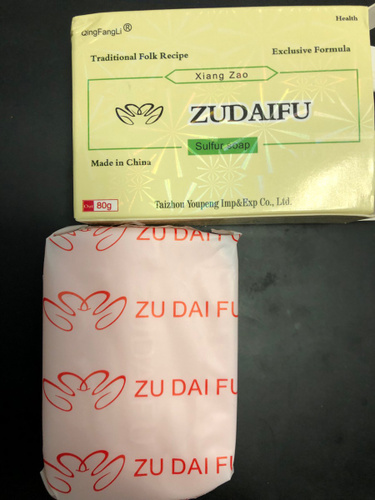 Health
QingFangLi®
Traditional Folk Recipe
Exclusive Formula
Xiang Zao
ZUDAIFU
Sulfur soap
Made in China
80g
Taizhou Youpeng Imp&Exp Co., Ltd.
ZU DAI FU
ZU DAI FU
ZU DAI FU
ZU DAI FU